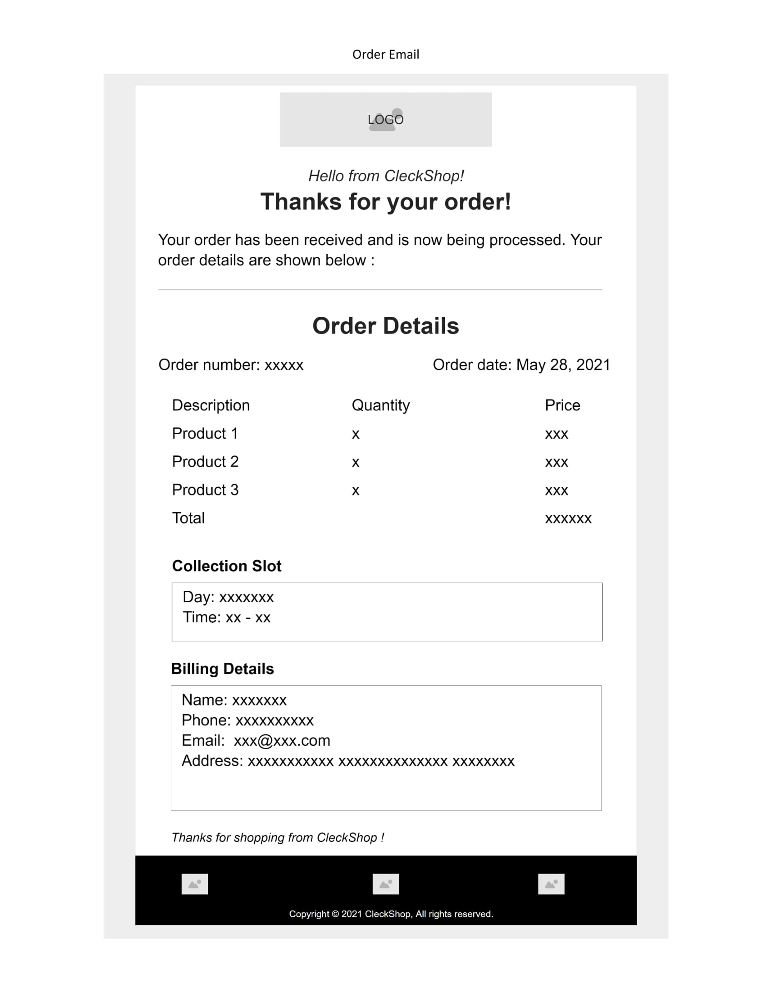 Order Email
LOGO
Hello from CleckShop!
Thanks for your order!
Your order has been received and is now being processed. Your
order details are shown below :
Order Details
Order number: xxxxx Order date: May 28, 2021
Description Quantity Price
Product 1 x xxx
Product 2 x xxx
Product 3 x xxx
Total xxxxxx
Collection Slot
Day: xxxxxxx
Time: xx - xx
Billing Details
Name: xxxxxxx
Phone: xxxxxxxxxx
Email:  xxx@xxx.com
Address: xxxxxxxxxxx xxxxxxxxxxxxxx xxxxxxxx
Thanks for shopping from CleckShop !
Copyright © 2021 CleckShop, All rights reserved.